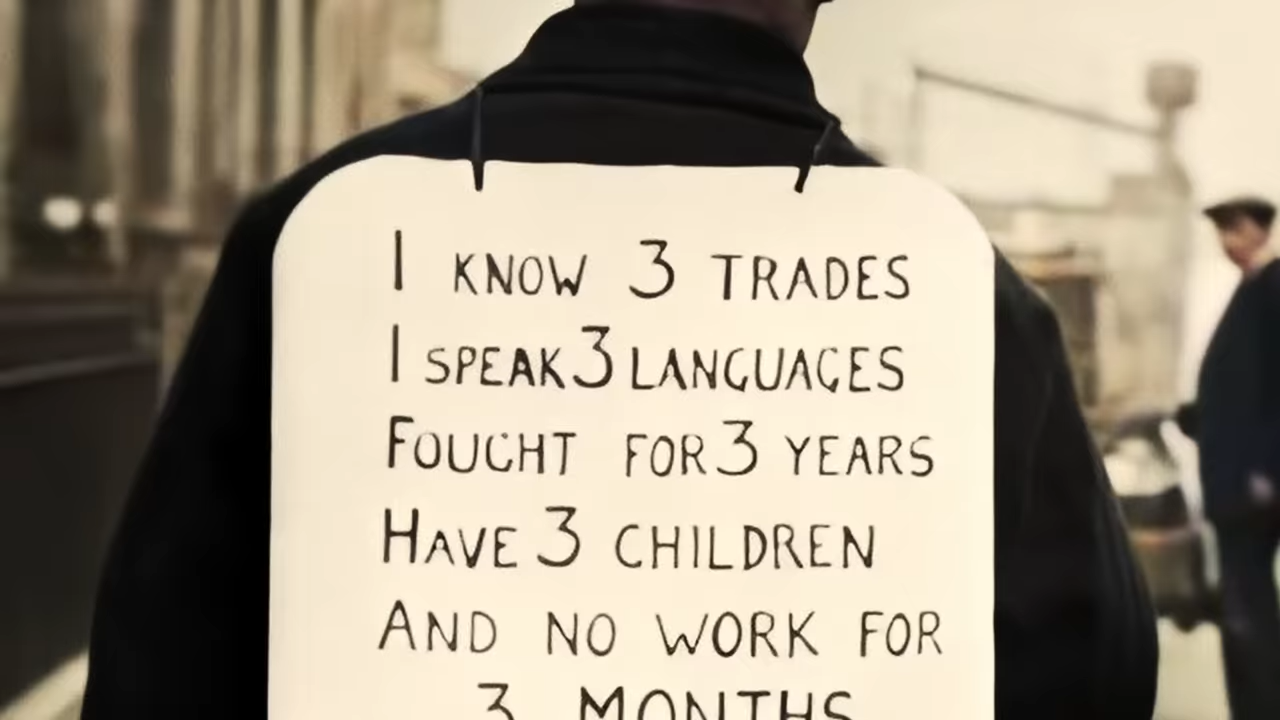 I KNOW 3 TRADES
I SPEAK 3 LANGUAGES
FOUGHT FOR 3 YEARS
HAVE 3 CHILDREN
AND NO WORK FOR
3 MONTHS